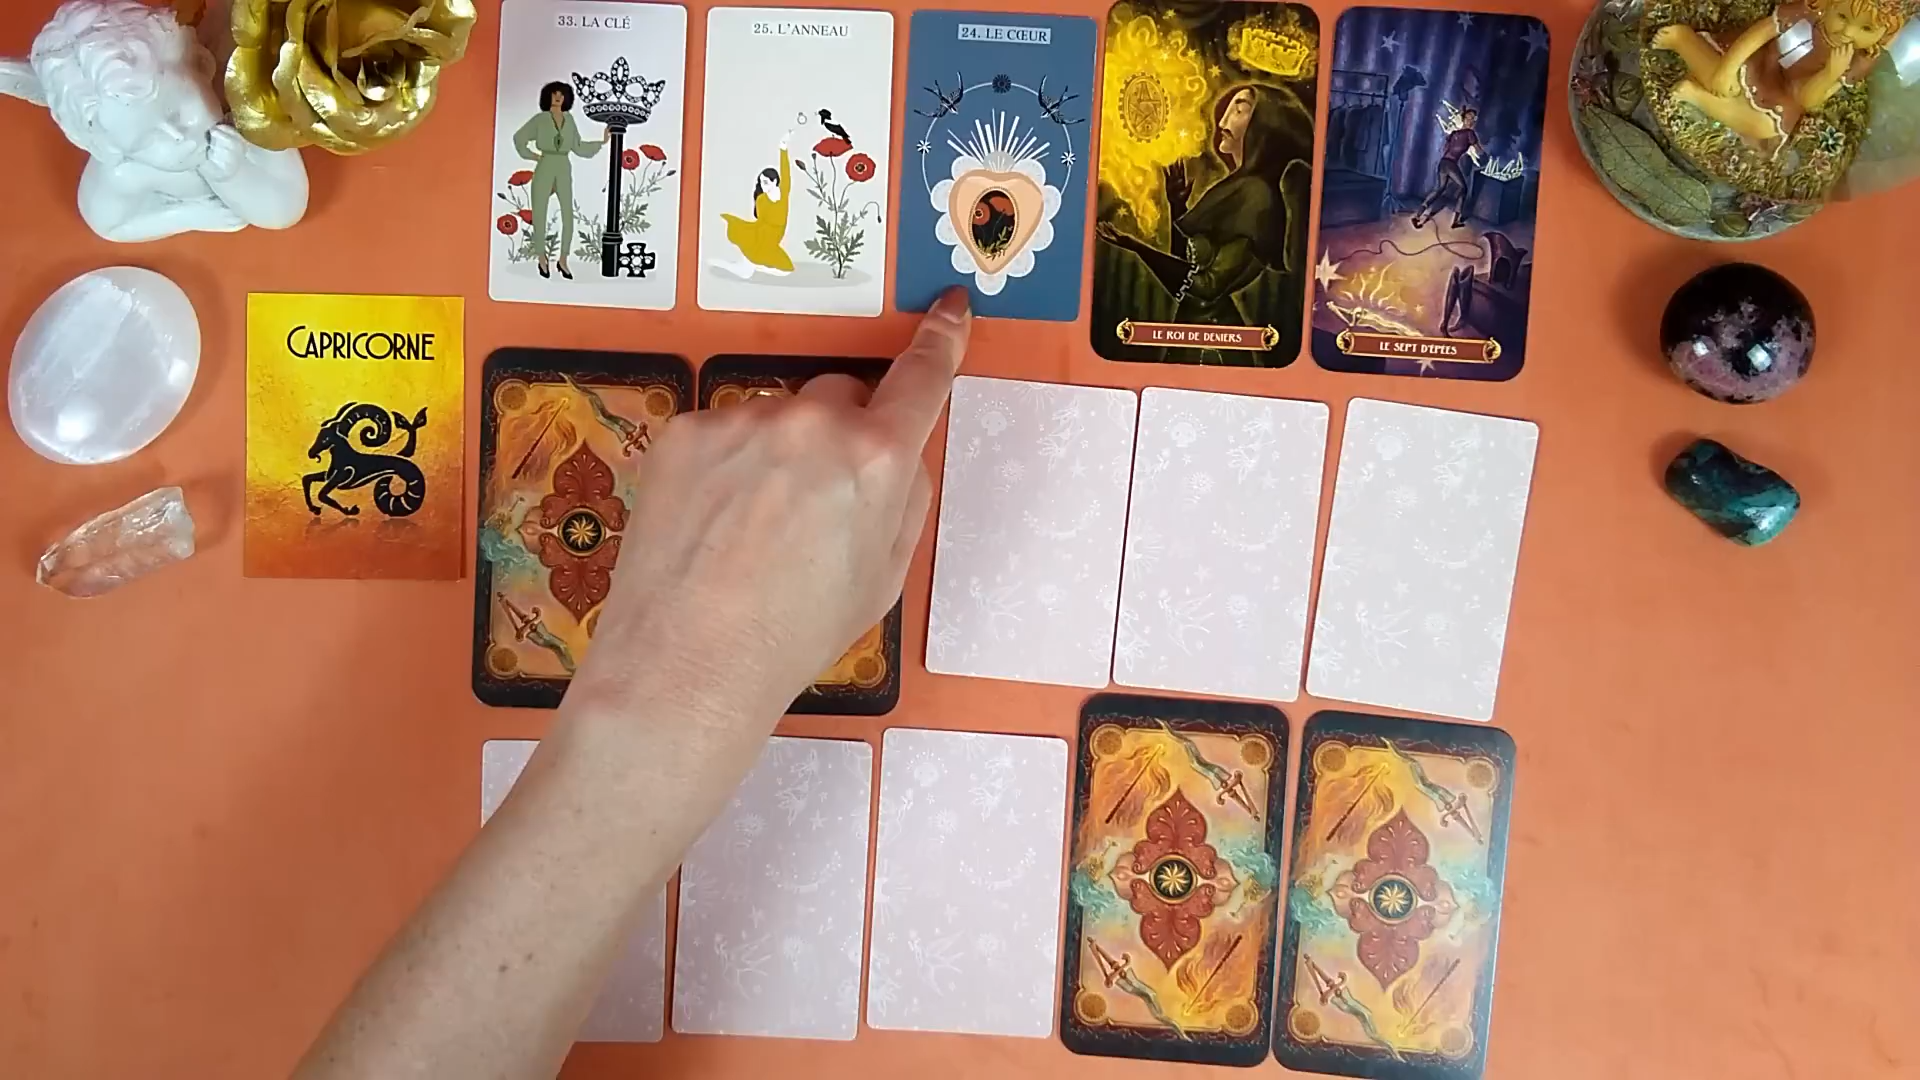 33. LA CLÉ
25. L'ANNEAU
24. LE CŒUR
LE ROI DE DENIERS
LE SEPT D'ÉPÉES
CAPRICORNE